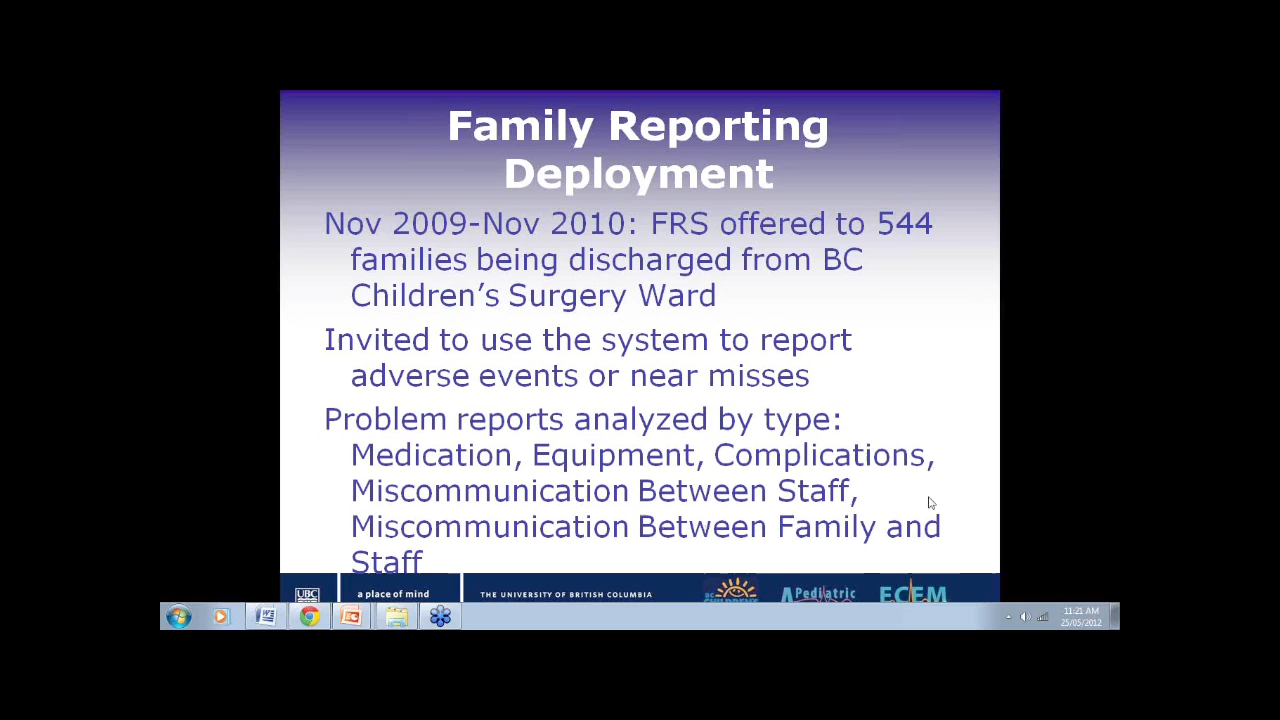 Family Reporting
Deployment
Nov 2009-Nov 2010: FRS offered to 544
families being discharged from BC
Children’s Surgery Ward
Invited to use the system to report
adverse events or near misses
Problem reports analyzed by type:
Medication, Equipment, Complications,
Miscommunication Between Staff,
Miscommunication Between Family and
Staff
UBC
a place of mind
THE UNIVERSITY OF BRITISH COLUMBIA
BC
CHILDREN'S
Pediatric
11:21 AM
25/05/2012